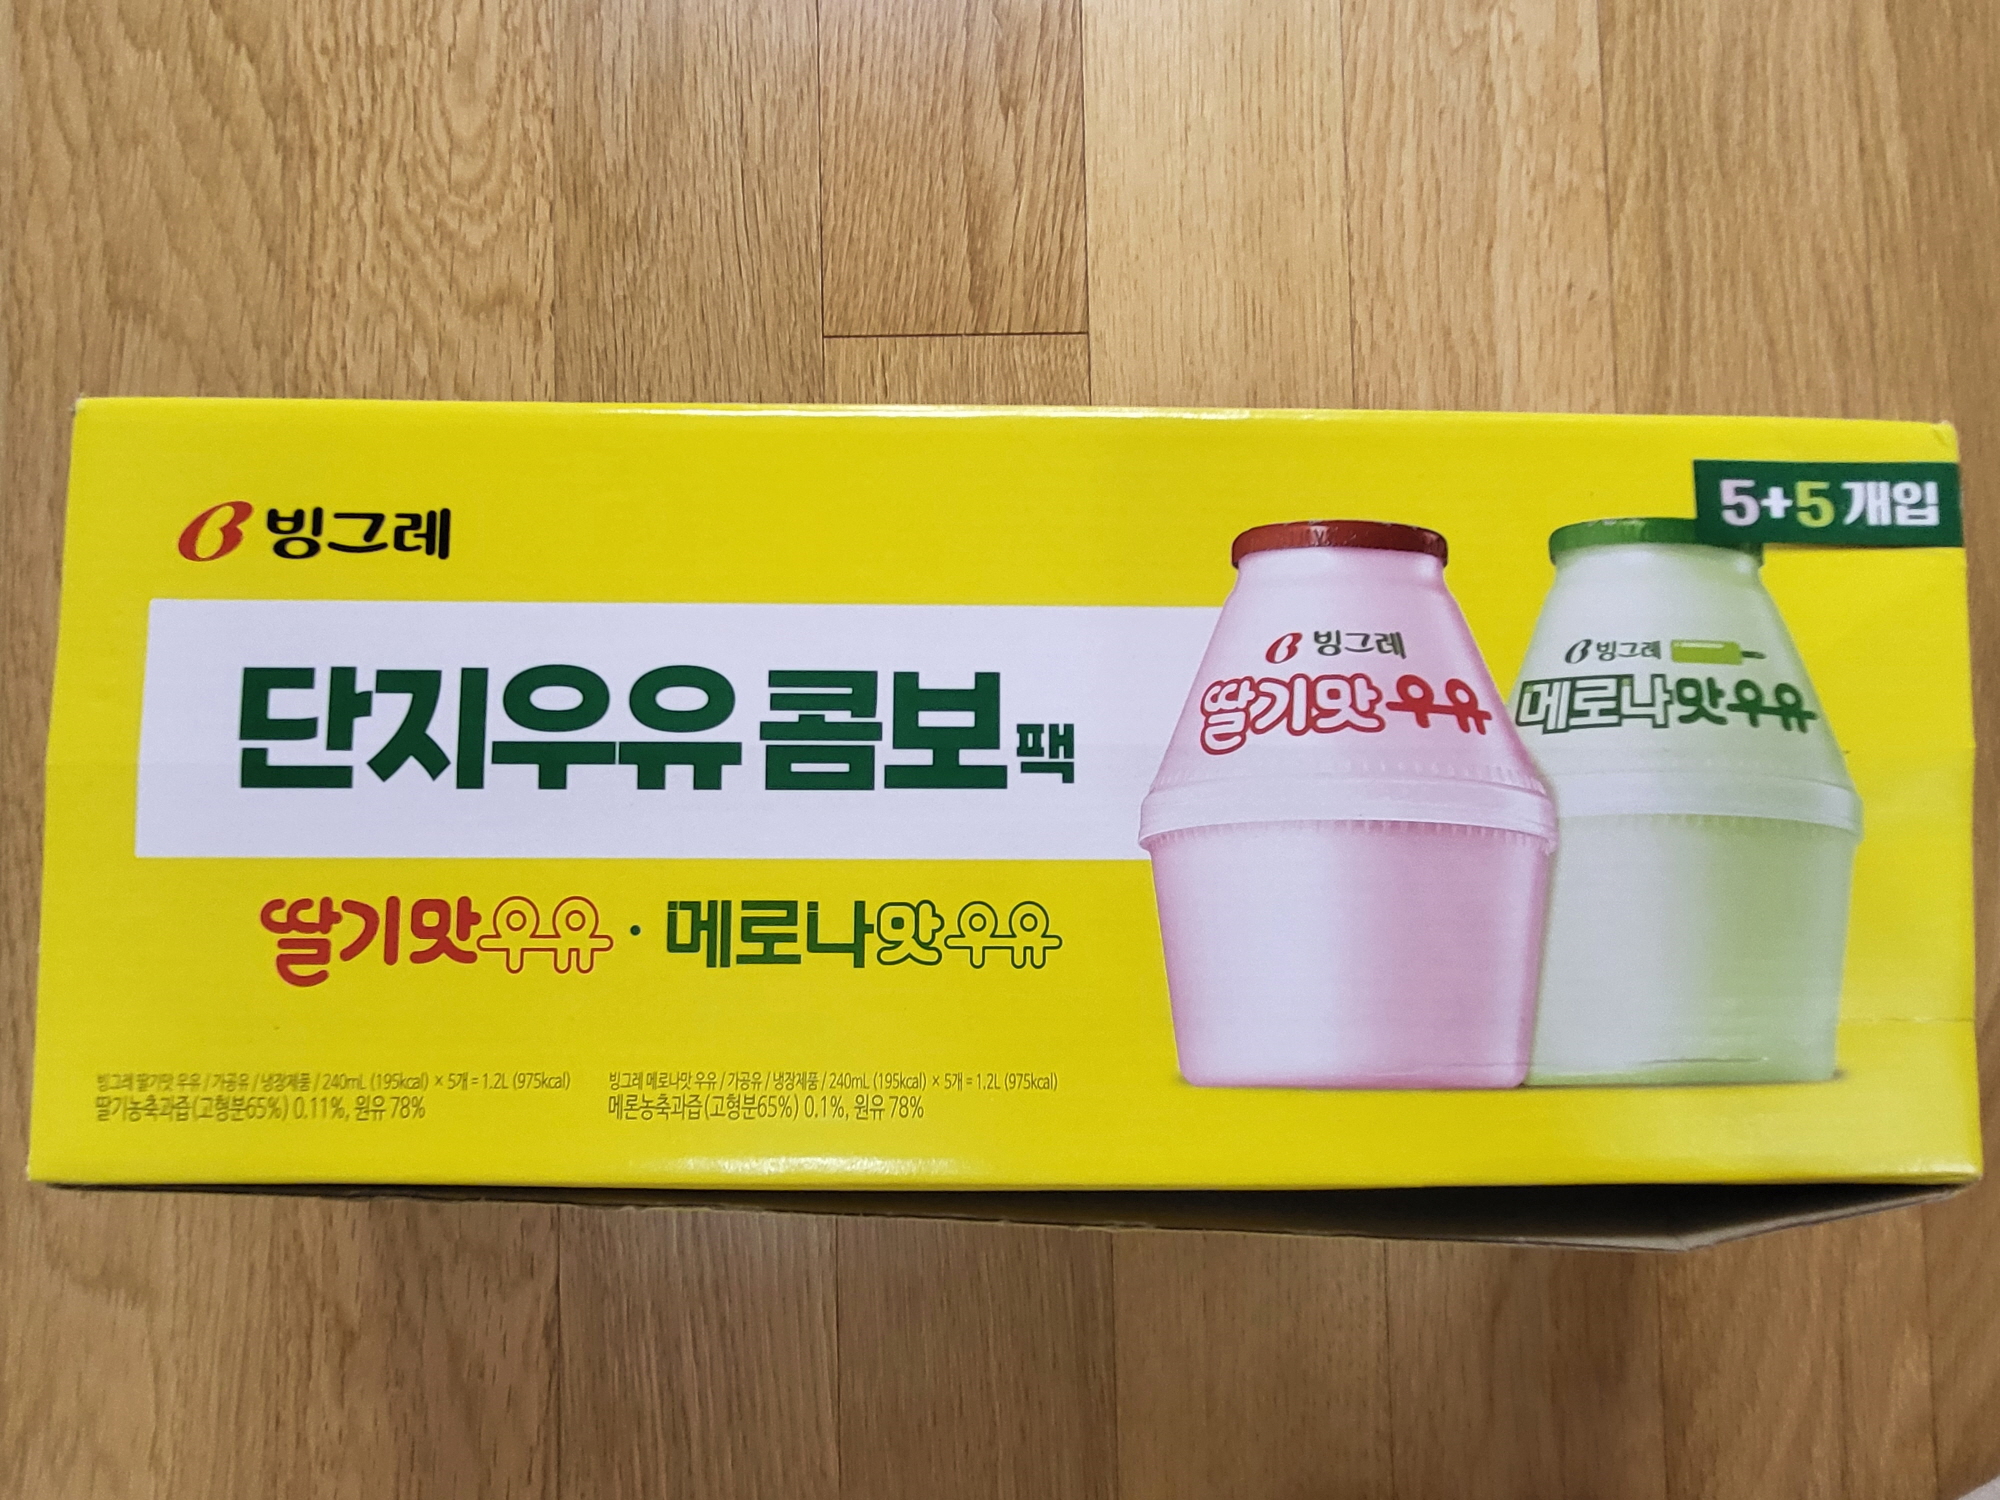 빙그레
5+5 개입
단지우유 콤보팩
딸기맛우유 · 메로나맛우유
빙그레
딸기맛우유
빙그레
메로나맛우유
빙그레 딸기맛 우유 / 가공유 / 냉장제품 / 240mL (195kcal) × 5개 = 1.2L (975kcal)
딸기농축과즙(고형분65%) 0.11%, 원유 78%
빙그레 메로나맛 우유 / 가공유 / 냉장제품 / 240mL (195kcal) × 5개 = 1.2L (975kcal)
메론농축과즙(고형분65%) 0.1%, 원유 78%